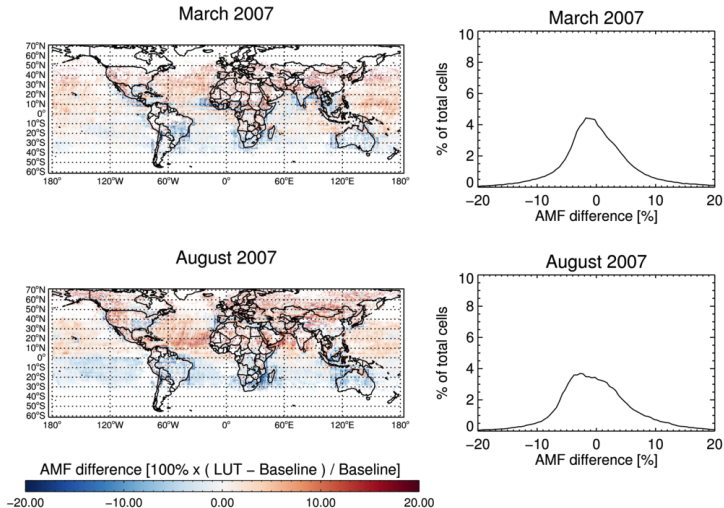 March 2007
70°N
60°N
50°N
40°N
30°N
20°N
10°N
0°
10°S
20°S
30°S
40°S
50°S
60°S
180° 120°W 60°W 0° 60°E 120°E 180°
March 2007
% of total cells
10
8
6
4
2
0
−20 −10 0 10 20
AMF difference [%]
August 2007
70°N
60°N
50°N
40°N
30°N
20°N
10°N
0°
10°S
20°S
30°S
40°S
50°S
60°S
180° 120°W 60°W 0° 60°E 120°E 180°
August 2007
% of total cells
10
8
6
4
2
0
−20 −10 0 10 20
AMF difference [%]
AMF difference [100% x ( LUT − Baseline ) / Baseline]
−20.00 −10.00 0.00 10.00 20.00